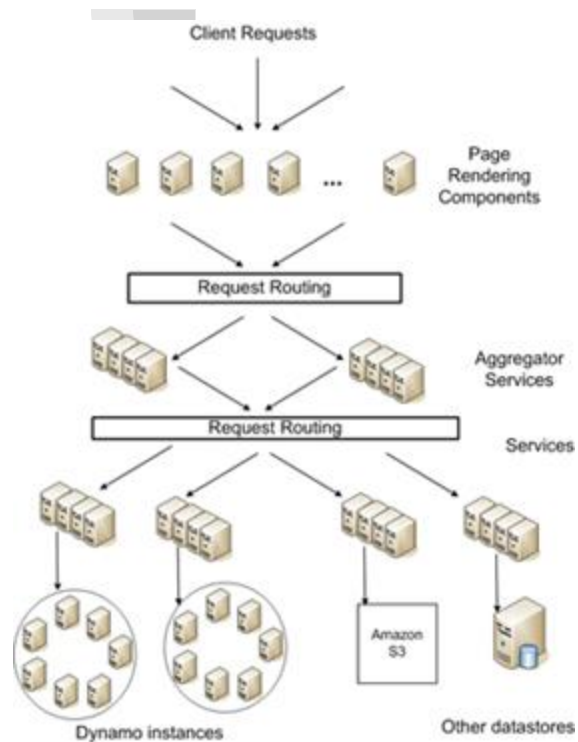 Client Requests
Page
Rendering
Components
...
Request Routing
Aggregator
Services
Request Routing
Services
Amazon
S3
Dynamo instances
Other datastores